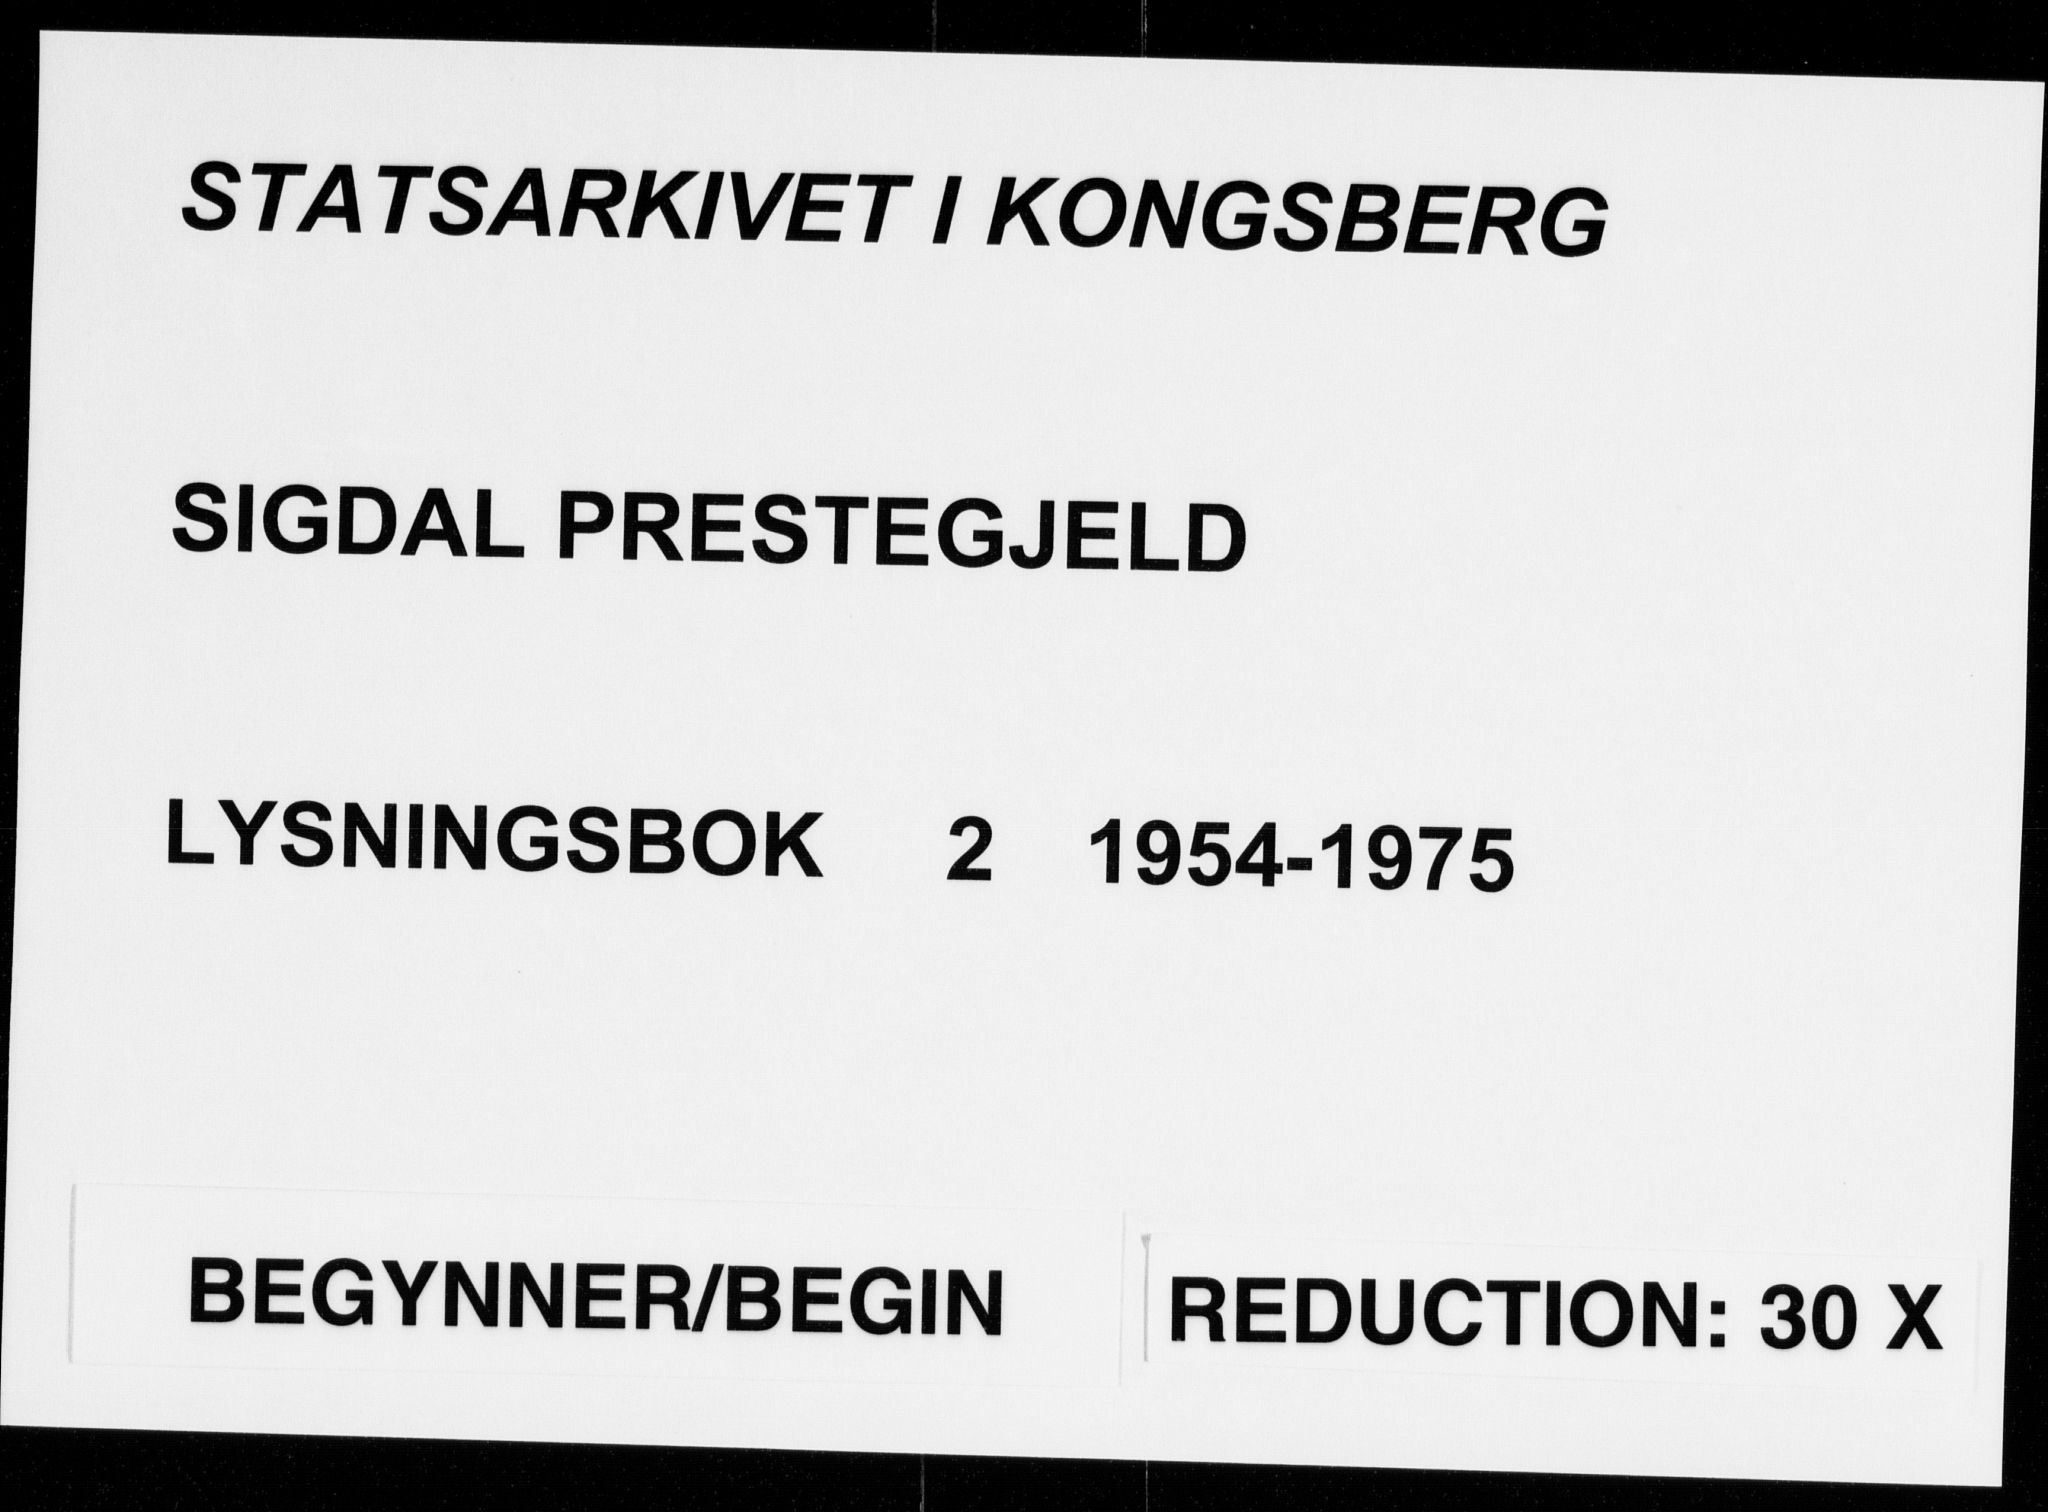 STATSARKIVET I KONGSBERG
SIGDAL PRESTEGJELD
LYSNINGSBOK 2 1954-1975
BEGYNNER/BEGIN
REDUCTION: 30 X